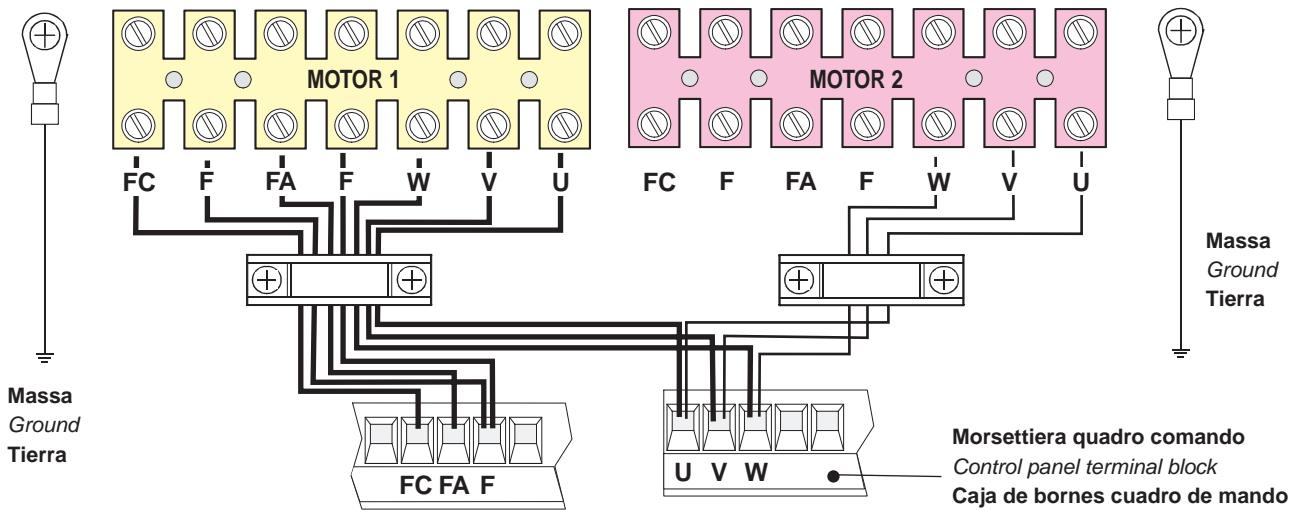 MOTOR 1
MOTOR 2
FC F FA F W V U
FC F FA F W V U
Massa
Ground
Tierra
Massa
Ground
Tierra
FC FA F
U V W
Morsettiera quadro comando
Control panel terminal block
Caja de bornes cuadro de mando